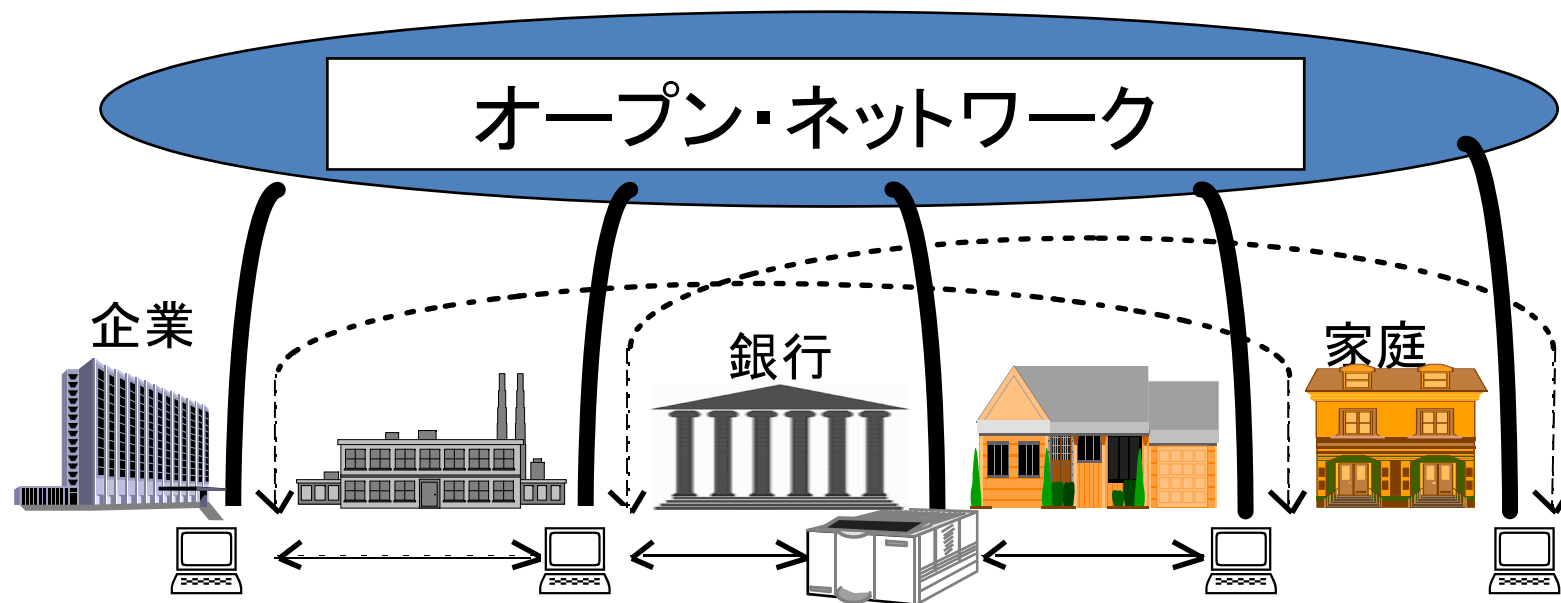 オープン・ネットワーク
企業
銀行
家庭